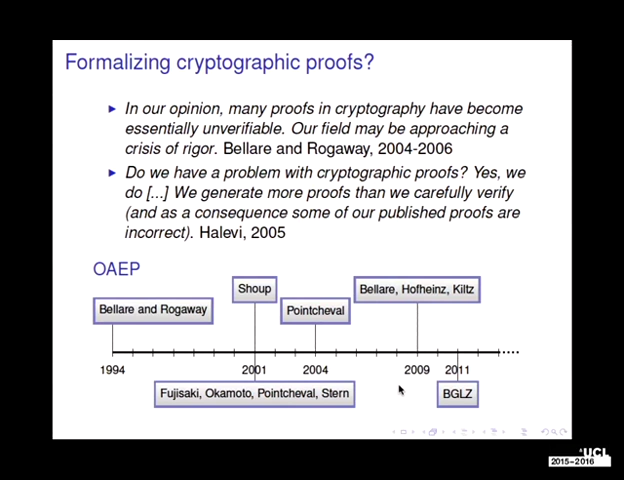 Formalizing cryptographic proofs?
In our opinion, many proofs in cryptography have become
essentially unverifiable. Our field may be approaching a
crisis of rigor. Bellare and Rogaway, 2004-2006
Do we have a problem with cryptographic proofs? Yes, we
do [...] We generate more proofs than we carefully verify
(and as a consequence some of our published proofs are
incorrect). Halevi, 2005
OAEP
Shoup
Bellare, Hofheinz, Kiltz
Bellare and Rogaway
Pointcheval
1994
2001
2004
2009
2011
Fujisaki, Okamoto, Pointcheval, Stern
BGLZ
UCL
2015-2016